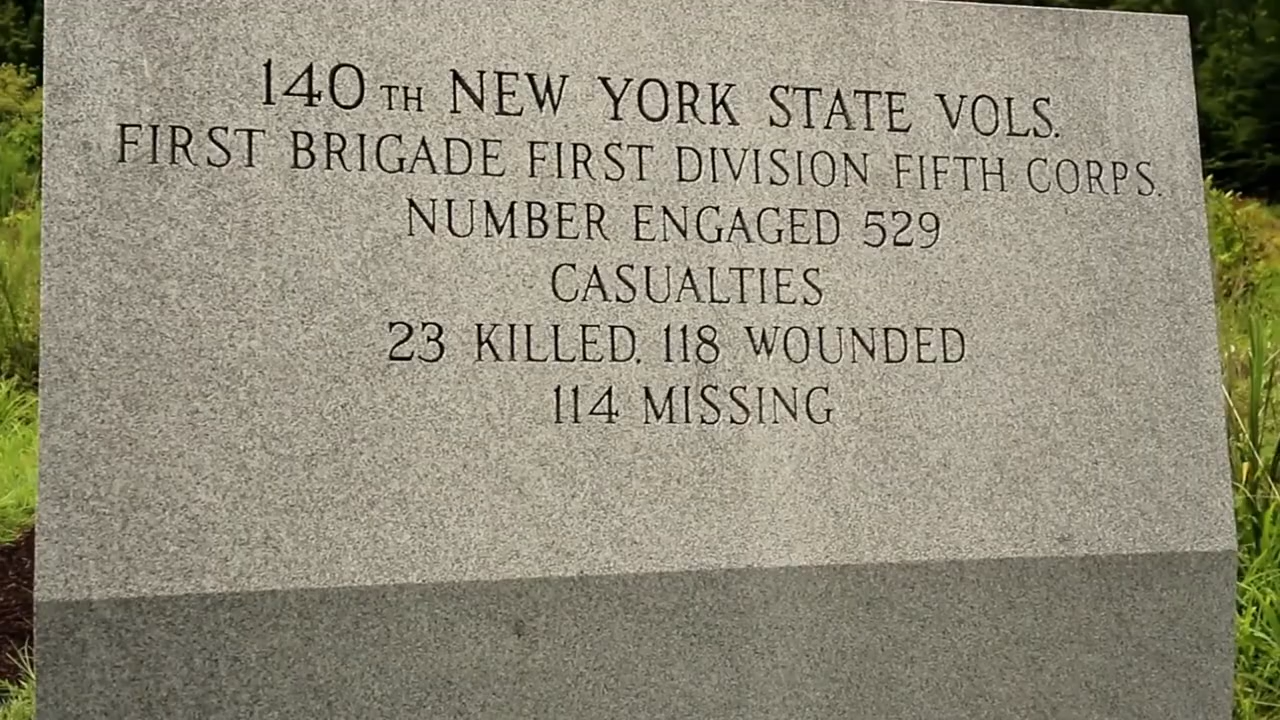 140TH NEW YORK STATE VOLS.
FIRST BRIGADE FIRST DIVISION FIFTH CORPS.
NUMBER ENGAGED 529
CASUALTIES
23 KILLED, 118 WOUNDED
114 MISSING